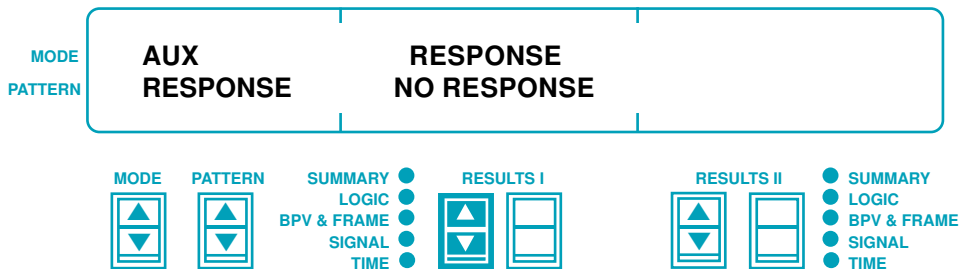 MODE AUX RESPONSE
PATTERN RESPONSE NO RESPONSE
MODE PATTERN SUMMARY RESULTS I RESULTS II SUMMARY
LOGIC LOGIC
BPV & FRAME BPV & FRAME
SIGNAL SIGNAL
TIME TIME